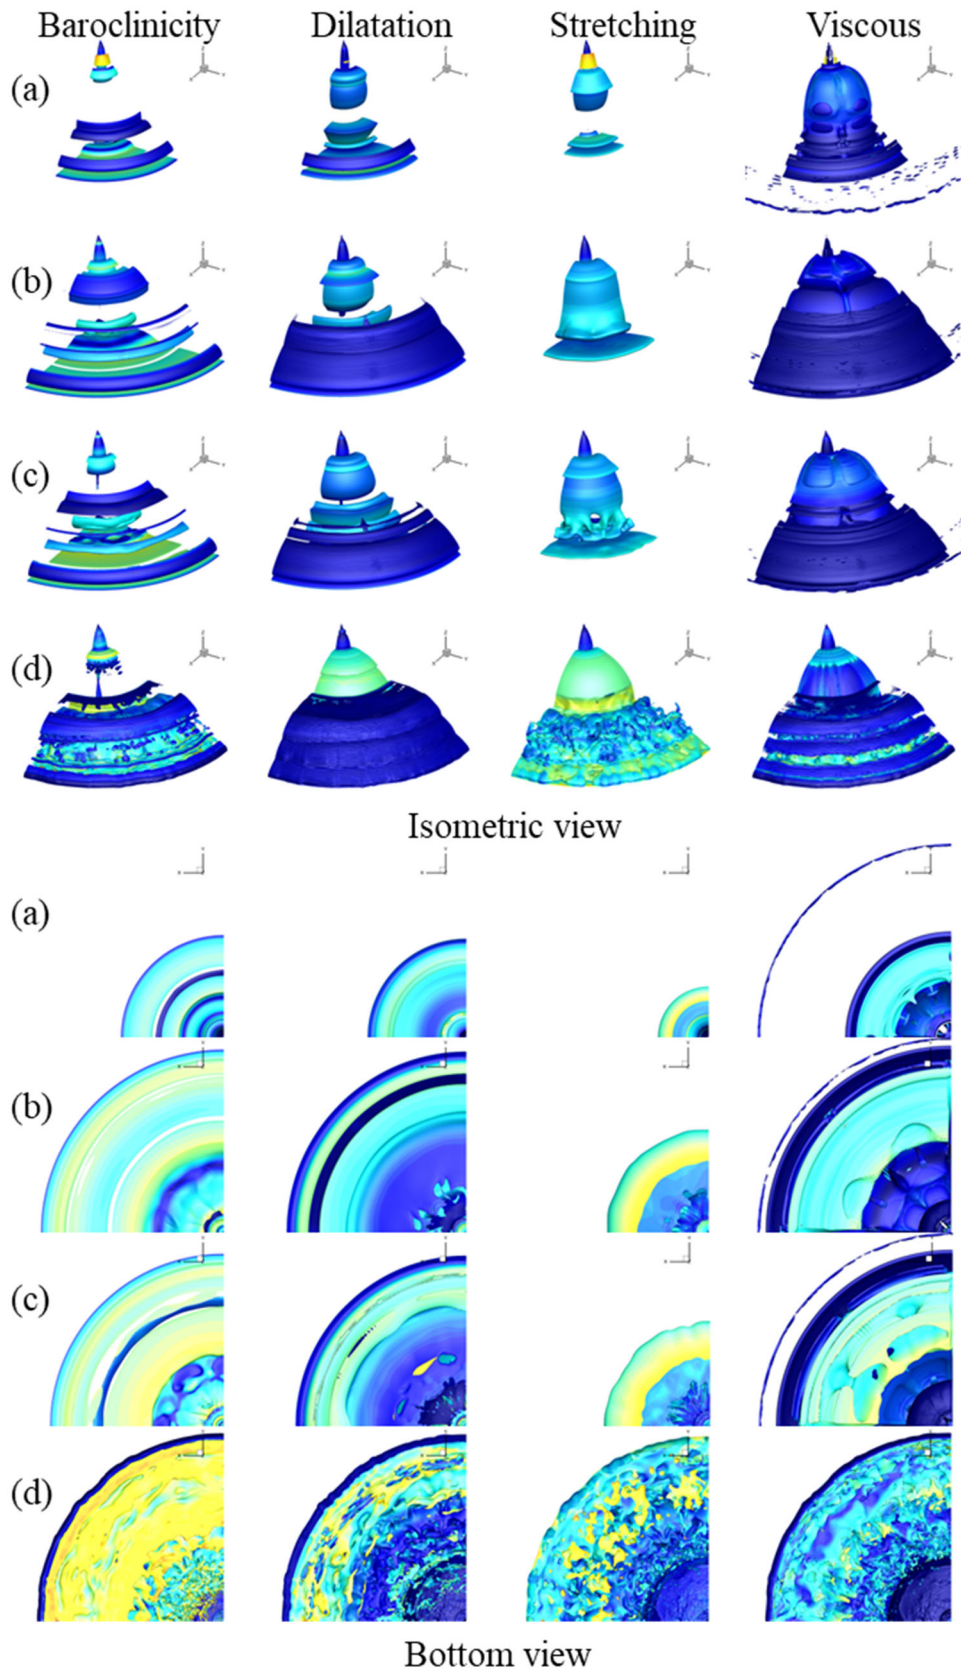 Baroclinicity Dilatation Stretching Viscous
(a)
(b)
(c)
(d)
Isometric view
(a)
(b)
(c)
(d)
Bottom view